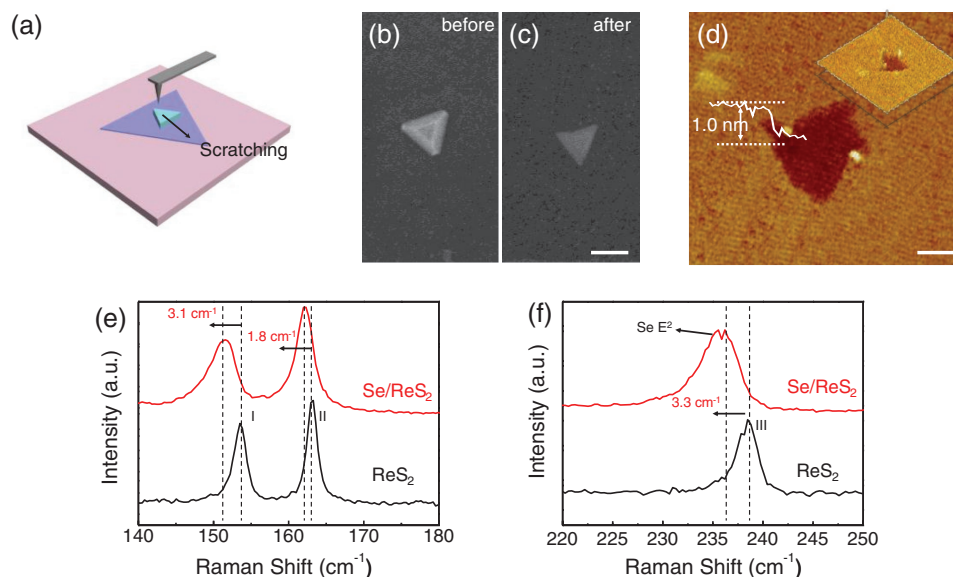 (a)
Scratching
(b)
before
(c)
after
(d)
1.0 nm
(e)
3.1 cm⁻¹
1.8 cm⁻¹
Se/ReS₂
I
II
ReS₂
Intensity (a.u.)
140 150 160 170 180
Raman Shift (cm⁻¹)
(f)
Se E²
Se/ReS₂
3.3 cm⁻¹
III
ReS₂
Intensity (a.u.)
220 225 230 235 240 245 250
Raman Shift (cm⁻¹)